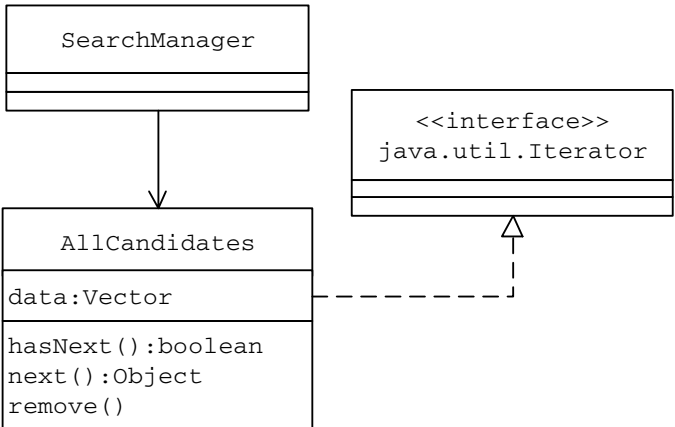 SearchManager
<<interface>>
java.util.Iterator
AllCandidates
data:Vector
hasNext():boolean
next():Object
remove()